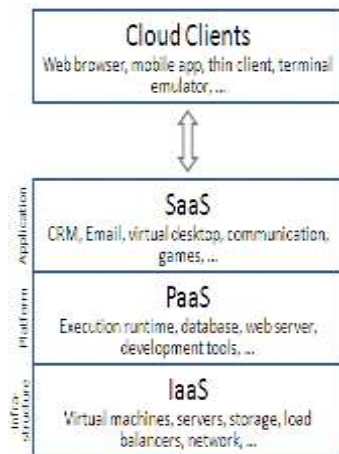 Cloud Clients
Web browser, mobile app, thin client, terminal
emulator, ...
Application
SaaS
CRM, Email, virtual desktop, communication,
games, ...
Platform
PaaS
Execution runtime, database, web server,
development tools, ...
Infra-
structure
IaaS
Virtual machines, servers, storage, load
balancers, network, ...